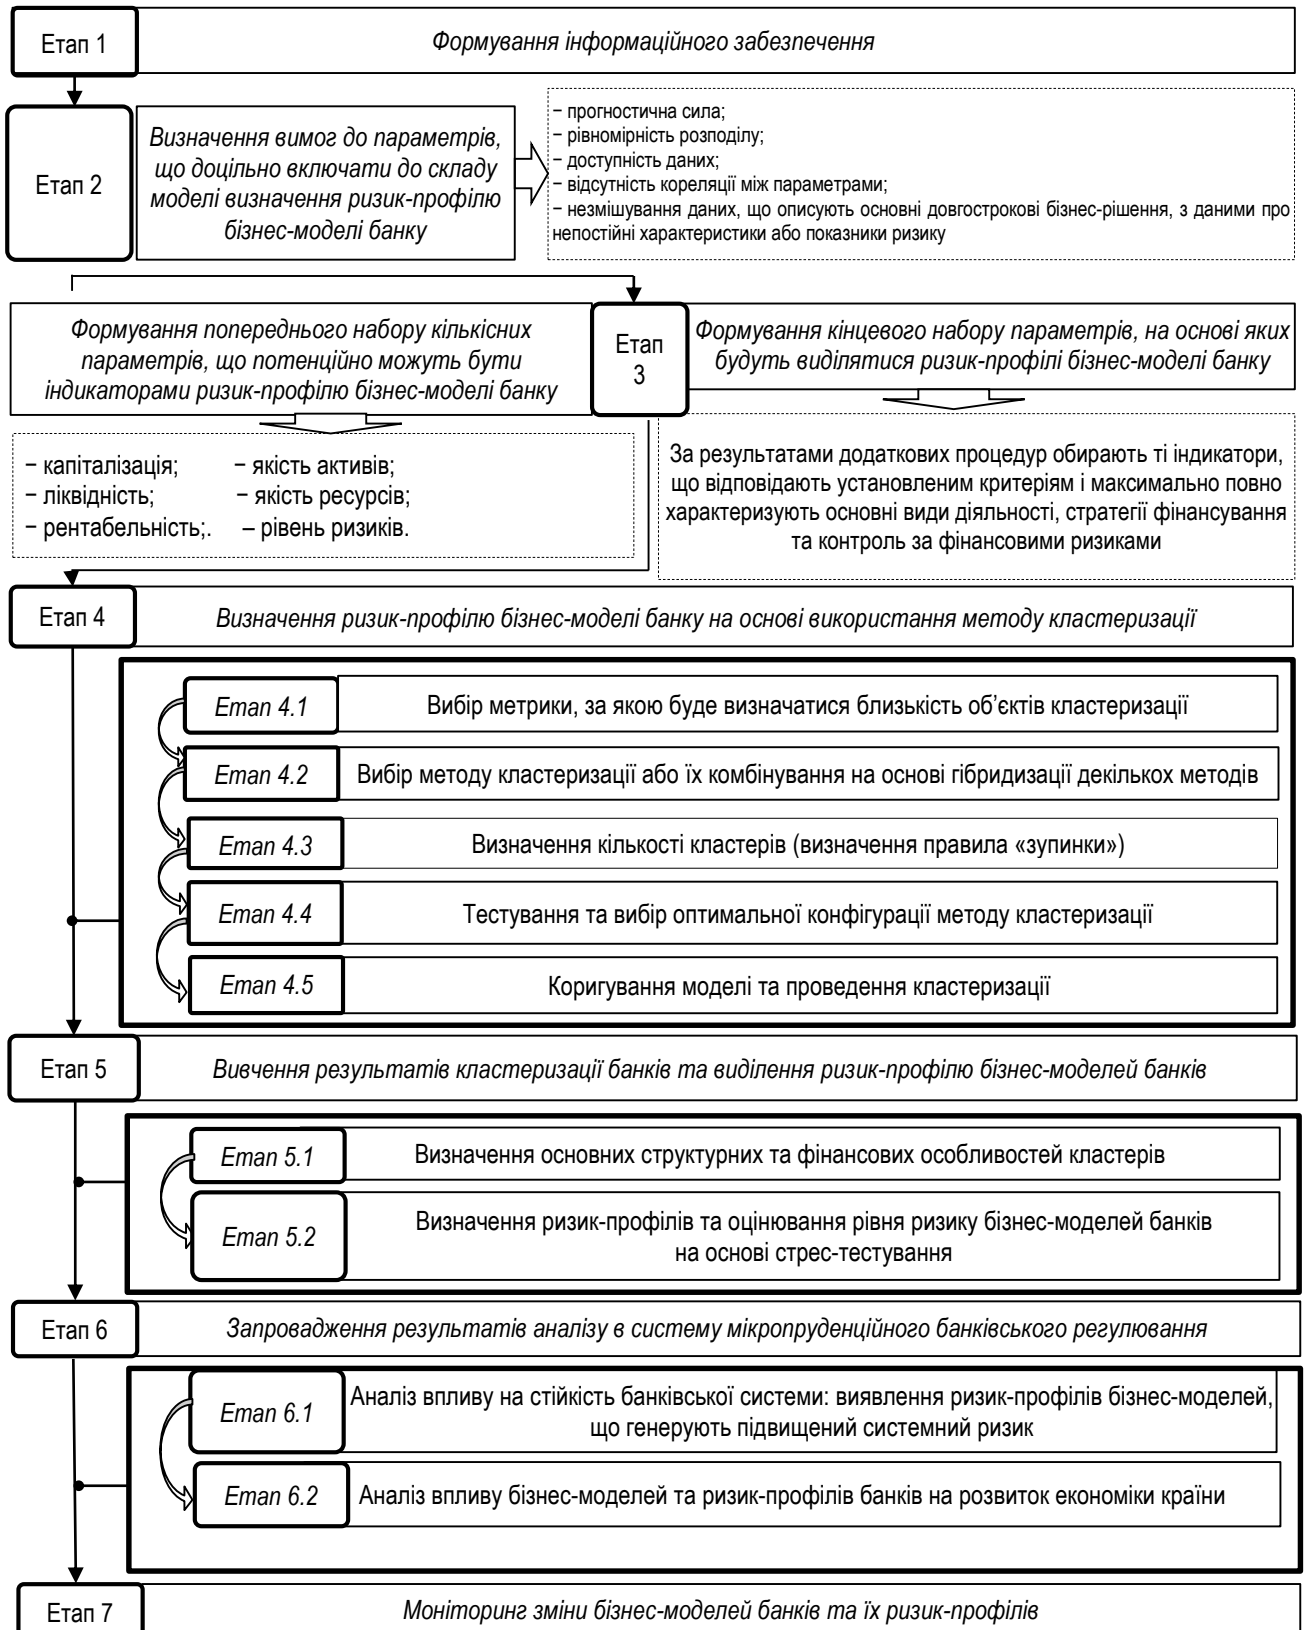 Етап 1
Формування інформаційного забезпечення
Етап 2
Визначення вимог до параметрів,
що доцільно включати до складу
моделі визначення ризик-профілю
бізнес-моделі банку
− прогностична сила;
− рівномірність розподілу;
− доступність даних;
− відсутність кореляції між параметрами;
− незмішування даних, що описують основні довгострокові бізнес-рішення, з даними про
непостійні характеристики або показники ризику
Формування попереднього набору кількісних
параметрів, що потенційно можуть бути
індикаторами ризик-профілю бізнес-моделі банку
Етап
3
Формування кінцевого набору параметрів, на основі яких
будуть виділятися ризик-профілі бізнес-моделі банку
− капіталізація; − якість активів;
− ліквідність; − якість ресурсів;
− рентабельність;. – рівень ризиків.
За результатами додаткових процедур обирають ті індикатори,
що відповідають установленим критеріям і максимально повно
характеризують основні види діяльності, стратегії фінансування
та контроль за фінансовими ризиками
Етап 4
Визначення ризик-профілю бізнес-моделі банку на основі використання методу кластеризації
Етап 4.1
Вибір метрики, за якою буде визначатися близькість об’єктів кластеризації
Етап 4.2
Вибір методу кластеризації або їх комбінування на основі гібридизації декількох методів
Етап 4.3
Визначення кількості кластерів (визначення правила «зупинки»)
Етап 4.4
Тестування та вибір оптимальної конфігурації методу кластеризації
Етап 4.5
Коригування моделі та проведення кластеризації
Етап 5
Вивчення результатів кластеризації банків та виділення ризик-профілю бізнес-моделей банків
Етап 5.1
Визначення основних структурних та фінансових особливостей кластерів
Етап 5.2
Визначення ризик-профілів та оцінювання рівня ризику бізнес-моделей банків
на основі стрес-тестування
Етап 6
Запровадження результатів аналізу в систему мікропруденційного банківського регулювання
Етап 6.1
Аналіз впливу на стійкість банківської системи: виявлення ризик-профілів бізнес-моделей,
що генерують підвищений системний ризик
Етап 6.2
Аналіз впливу бізнес-моделей та ризик-профілів банків на розвиток економіки країни
Етап 7
Моніторинг зміни бізнес-моделей банків та їх ризик-профілів